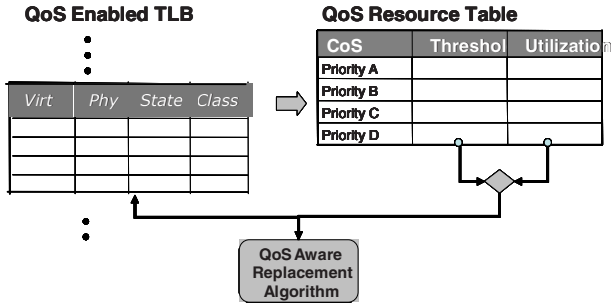 QoS Enabled TLB
QoS Resource Table
CoS Threshol Utilization
Priority A
Priority B
Priority C
Priority D
Virt Phy State Class
QoS Aware
Replacement
Algorithm